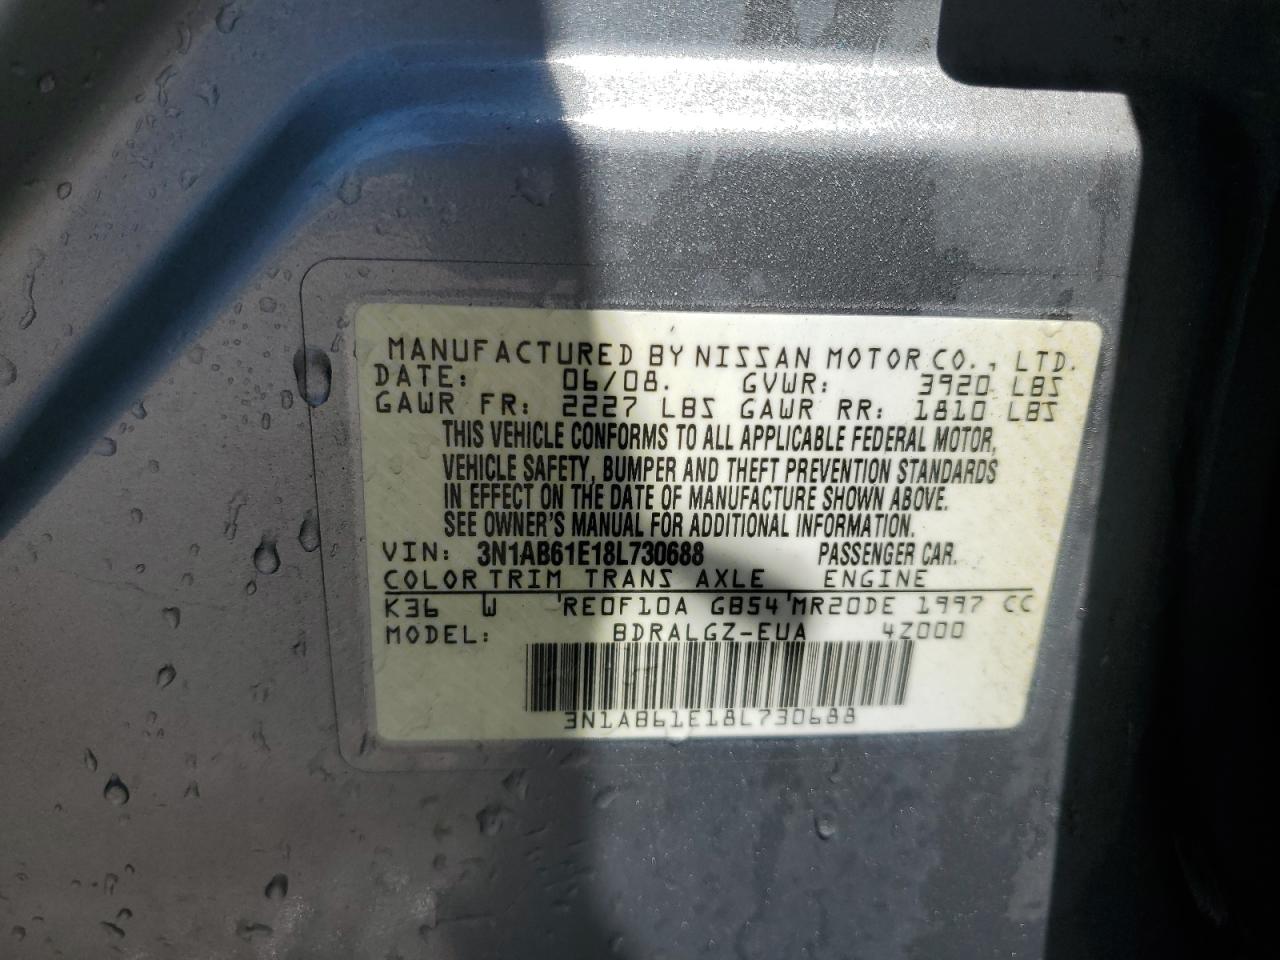 MANUFACTURED BY NISSAN MOTOR CO., LTD.
DATE: 06/08. GVWR: 3920 LBS
GAWR FR: 2227 LBS GAWR RR: 1810 LBS
THIS VEHICLE CONFORMS TO ALL APPLICABLE FEDERAL MOTOR,
VEHICLE SAFETY, BUMPER AND THEFT PREVENTION STANDARDS
IN EFFECT ON THE DATE OF MANUFACTURE SHOWN ABOVE.
SEE OWNER'S MANUAL FOR ADDITIONAL INFORMATION.
VIN: 3N1AB61E18L730688 PASSENGER CAR.
COLOR TRIM TRANS AXLE ENGINE
K36 W 'RE0F10A GB54'MR20DE 1997 CC
MODEL: BDRALGZ-EUA 4Z000
3N1AB61E18L730688